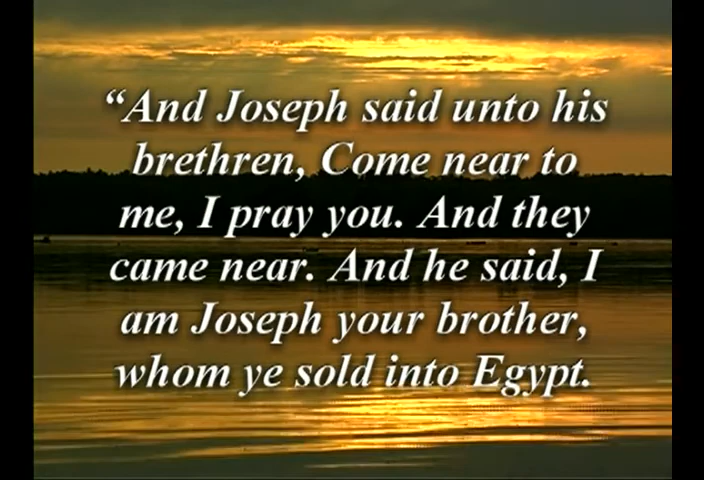 “And Joseph said unto his
brethren, Come near to
me, I pray you. And they
came near. And he said, I
am Joseph your brother,
whom ye sold into Egypt.